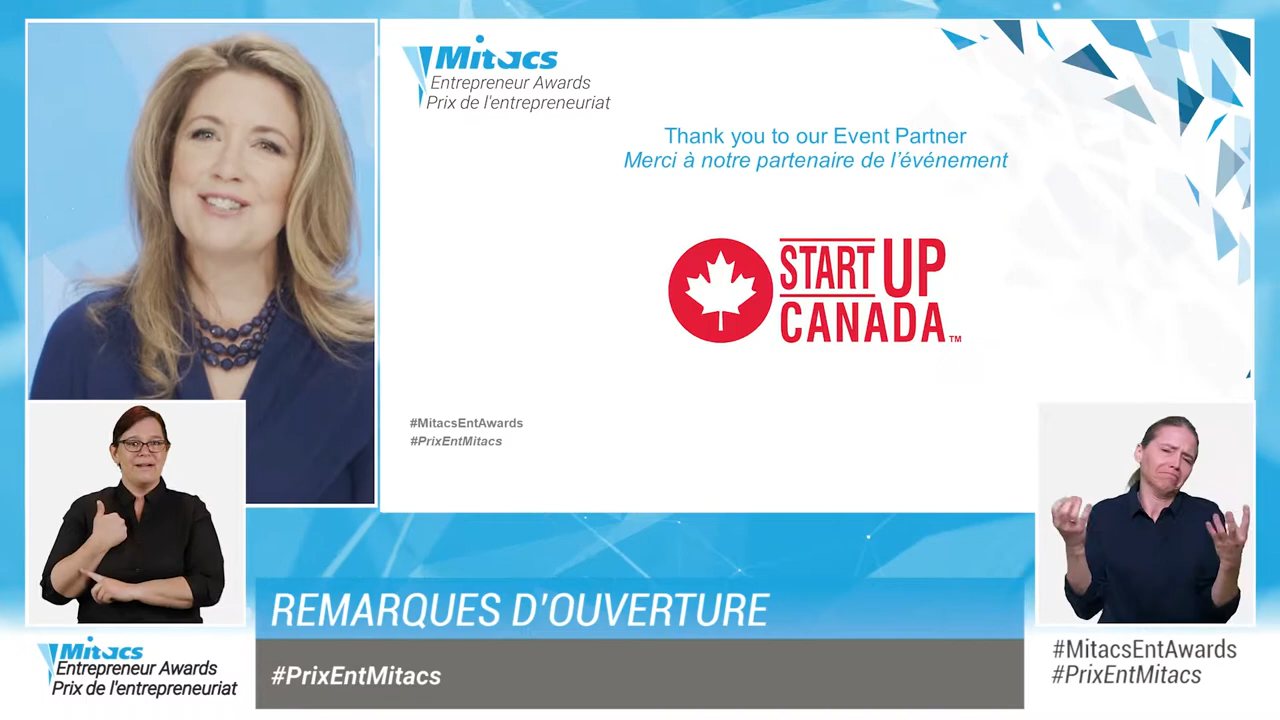 Mitacs
Entrepreneur Awards
Prix de l'entrepreneuriat
Thank you to our Event Partner
Merci à notre partenaire de l’événement
START UP
CANADA™
#MitacsEntAwards
#PrixEntMitacs
REMARQUES D'OUVERTURE
#PrixEntMitacs
Mitacs
Entrepreneur Awards
Prix de l'entrepreneuriat
#MitacsEntAwards
#PrixEntMitacs